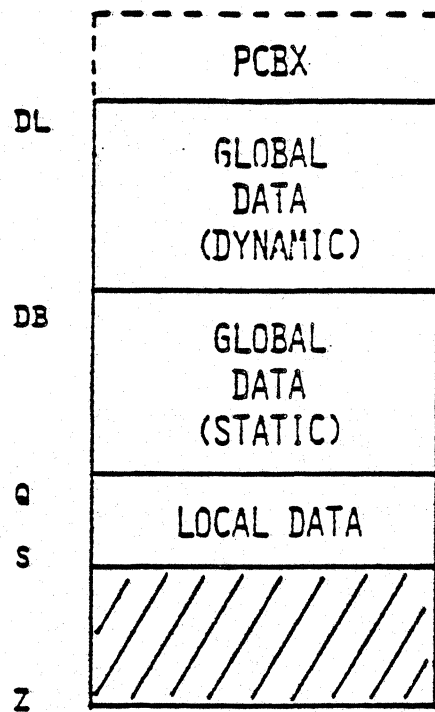 PCBX
DL
GLOBAL
DATA
(DYNAMIC)
DB
GLOBAL
DATA
(STATIC)
Q
LOCAL DATA
S
Z